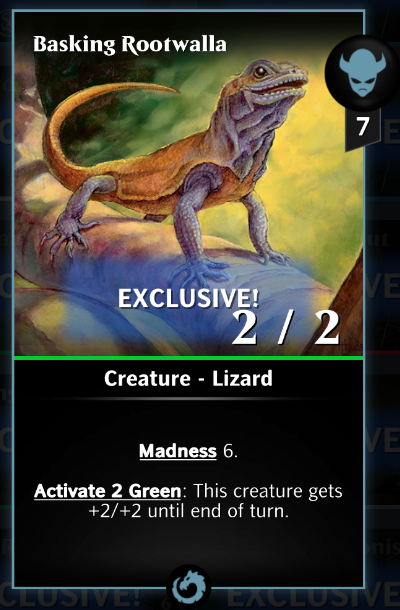 Basking Rootwalla
7
EXCLUSIVE!
2 / 2
Creature - Lizard
Madness 6.
Activate 2 Green: This creature gets
+2/+2 until end of turn.
EXCLUSIVE!